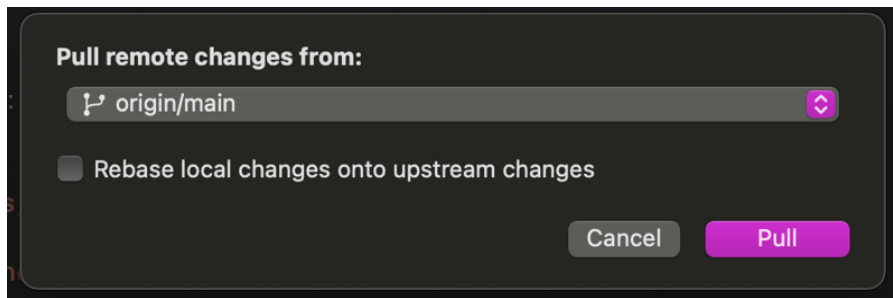 Pull remote changes from:
origin/main
Rebase local changes onto upstream changes
Cancel
Pull